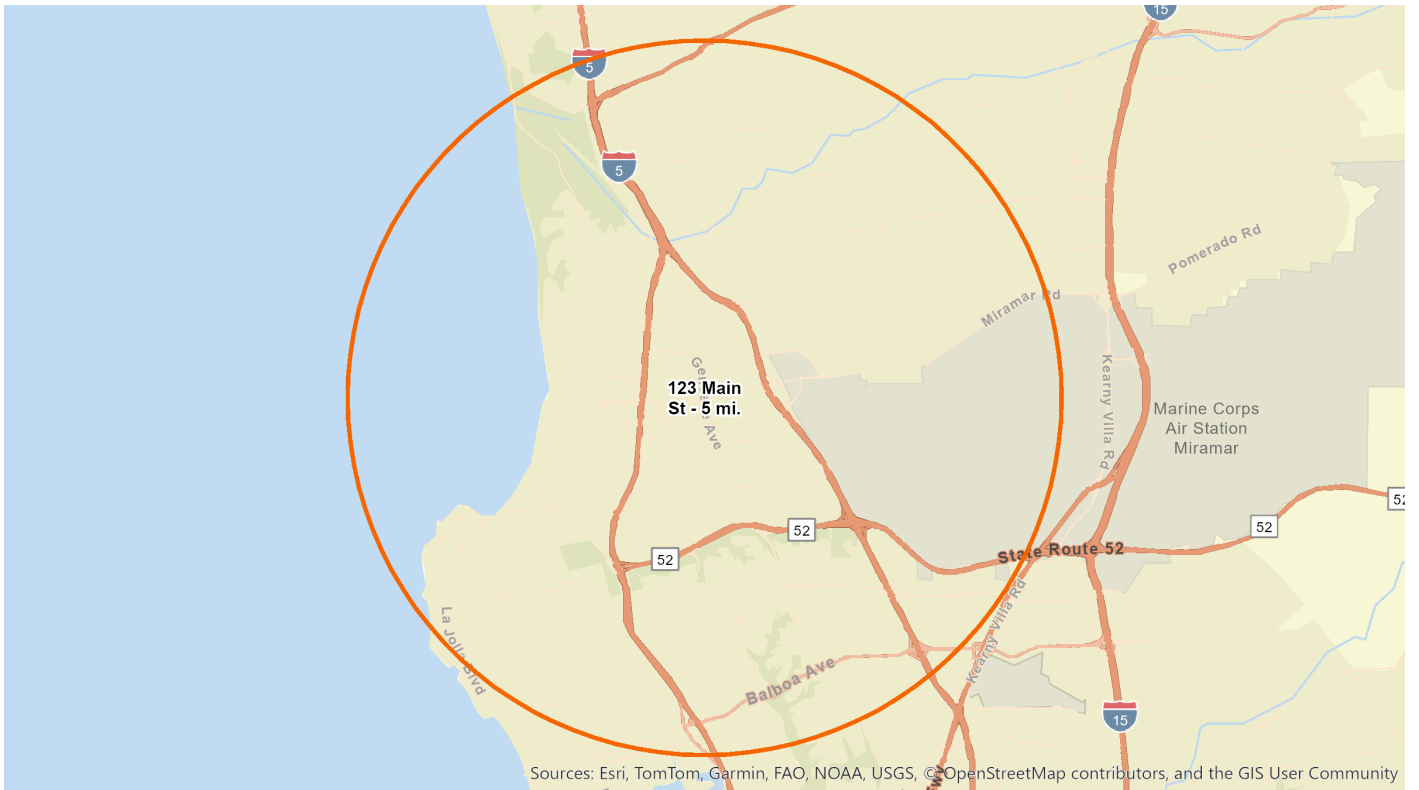 15
5
5
Pomerado Rd
Miramar Rd
Kearny Villa Rd
123 Main
St - 5 mi.
Marine Corps
Air Station
Miramar
52
52
52
52
State Route 52
Kearny Villa Rd
La Jolla Blvd
Balboa Ave
15
Sources: Esri, TomTom, Garmin, FAO, NOAA, USGS, © OpenStreetMap contributors, and the GIS User Community